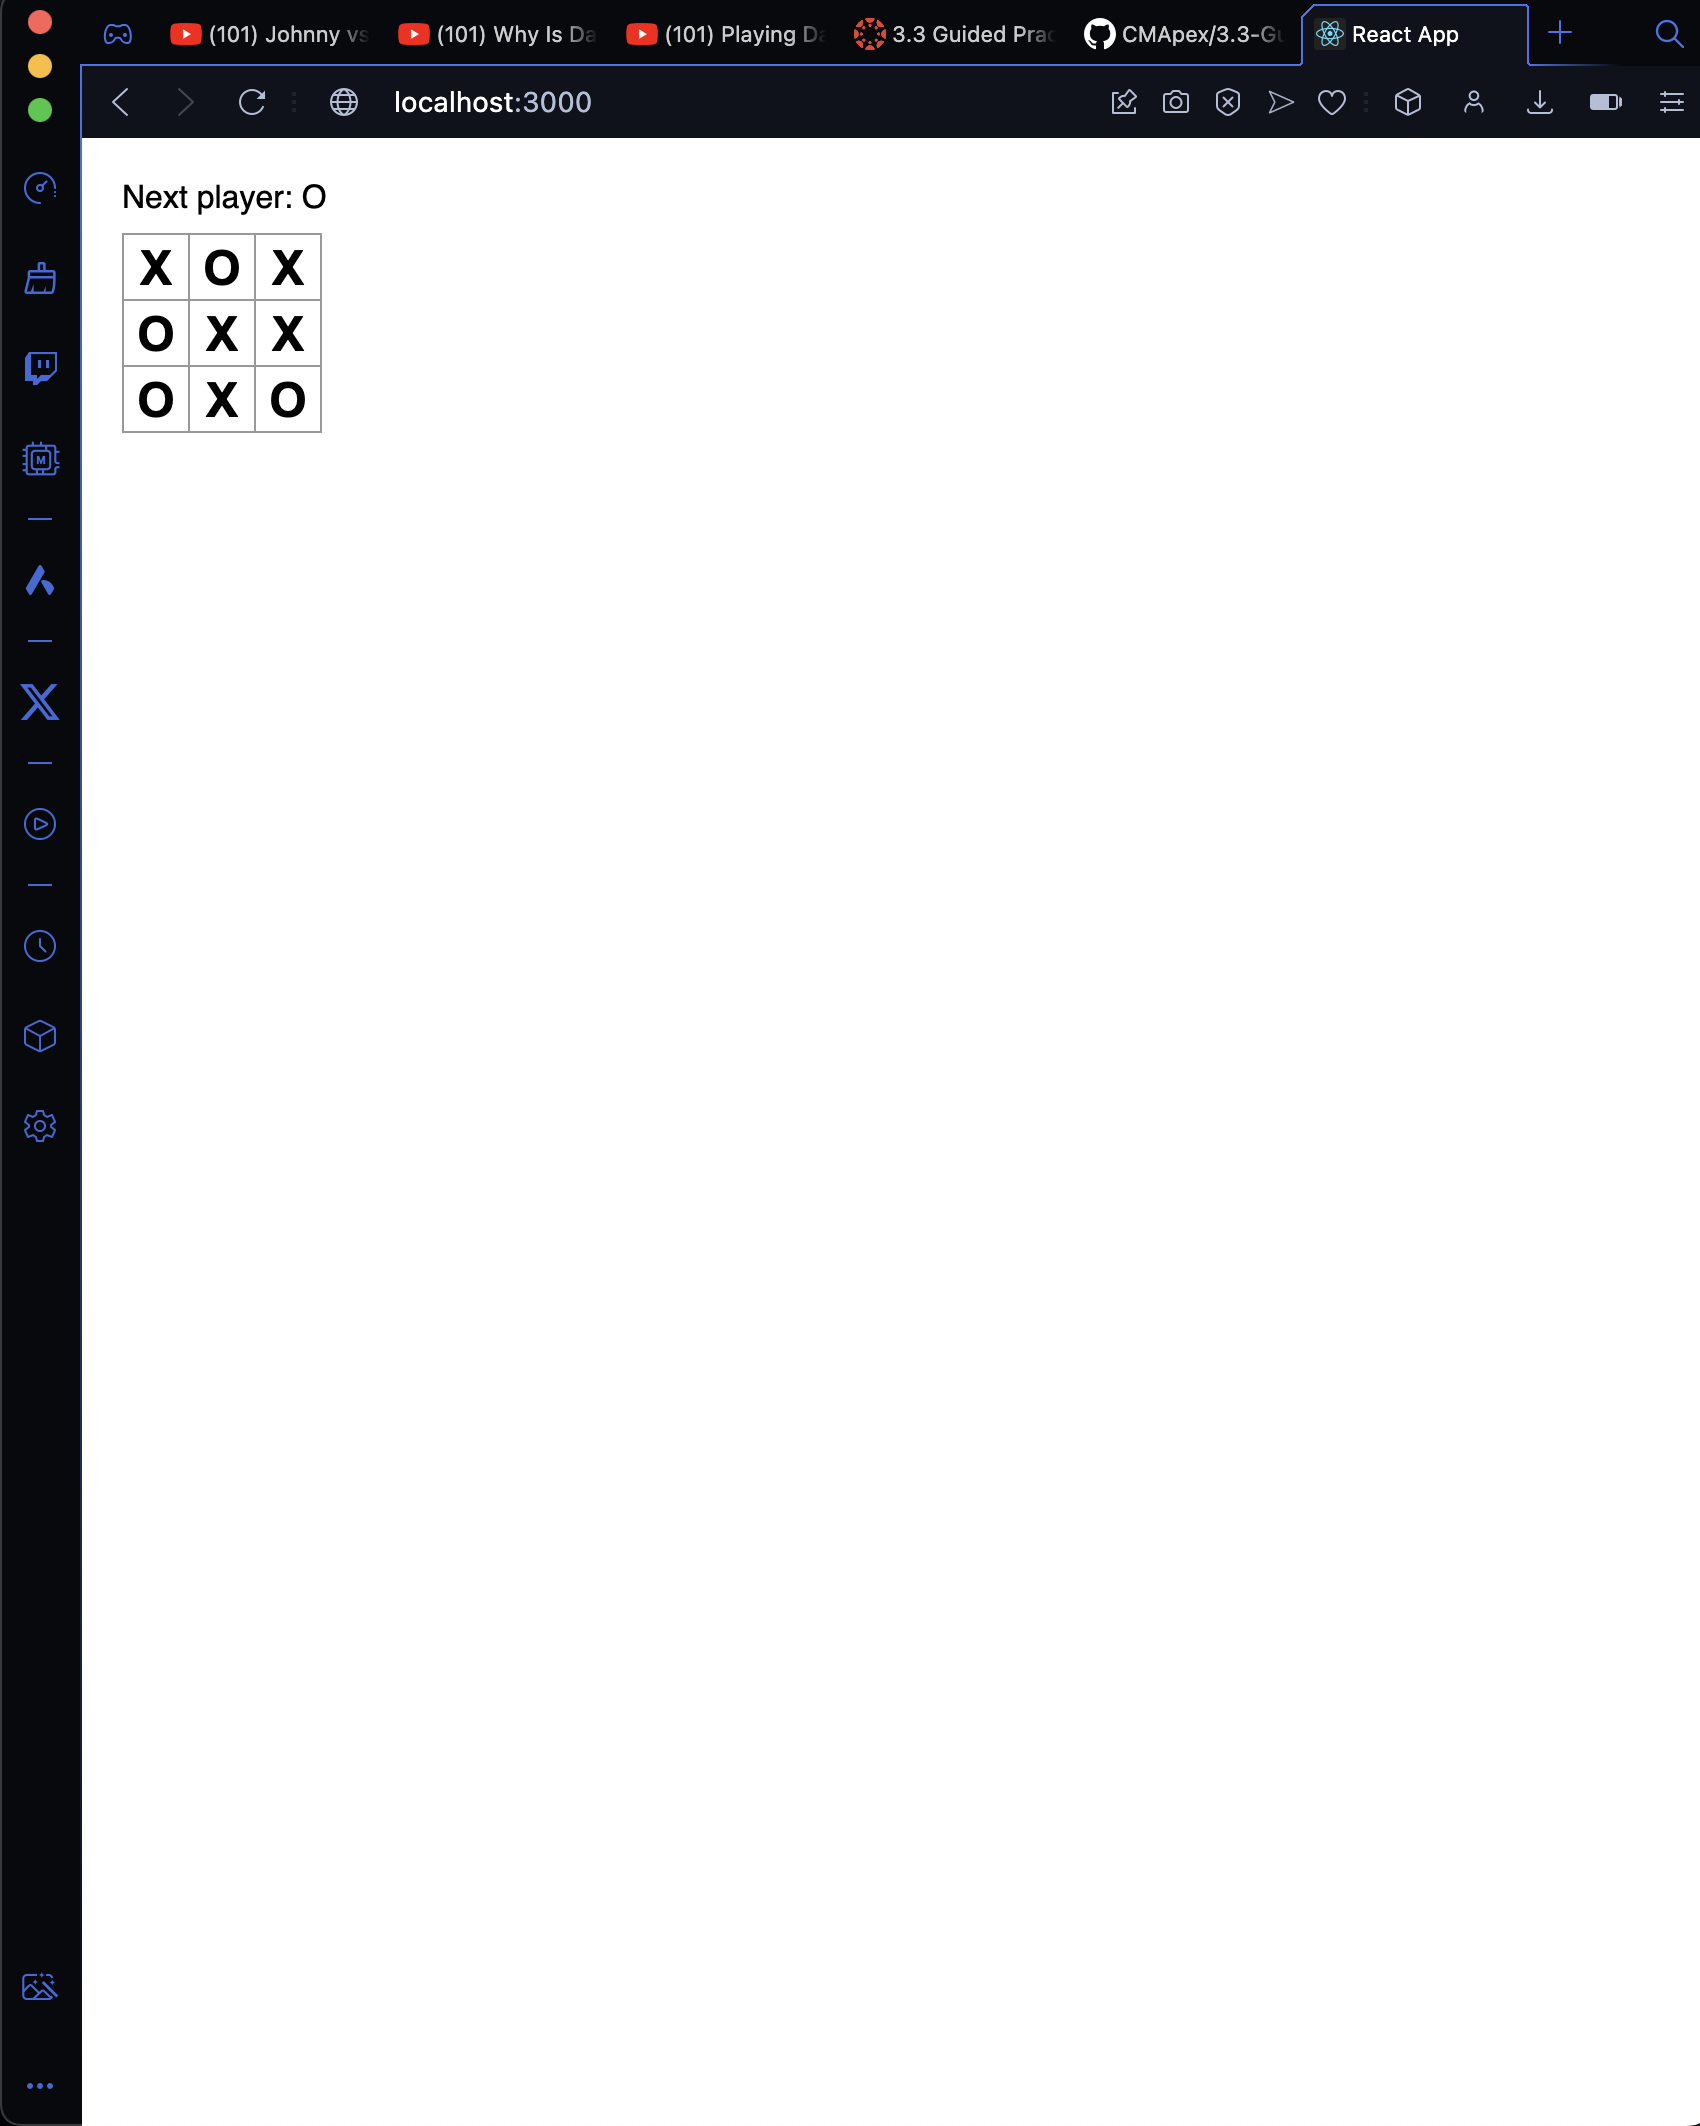 (101) Johnny vs
(101) Why Is Da
(101) Playing Da
3.3 Guided Prac
CMApex/3.3-Gu
React App
localhost:3000
Next player: O
X O X
O X X
O X O
M